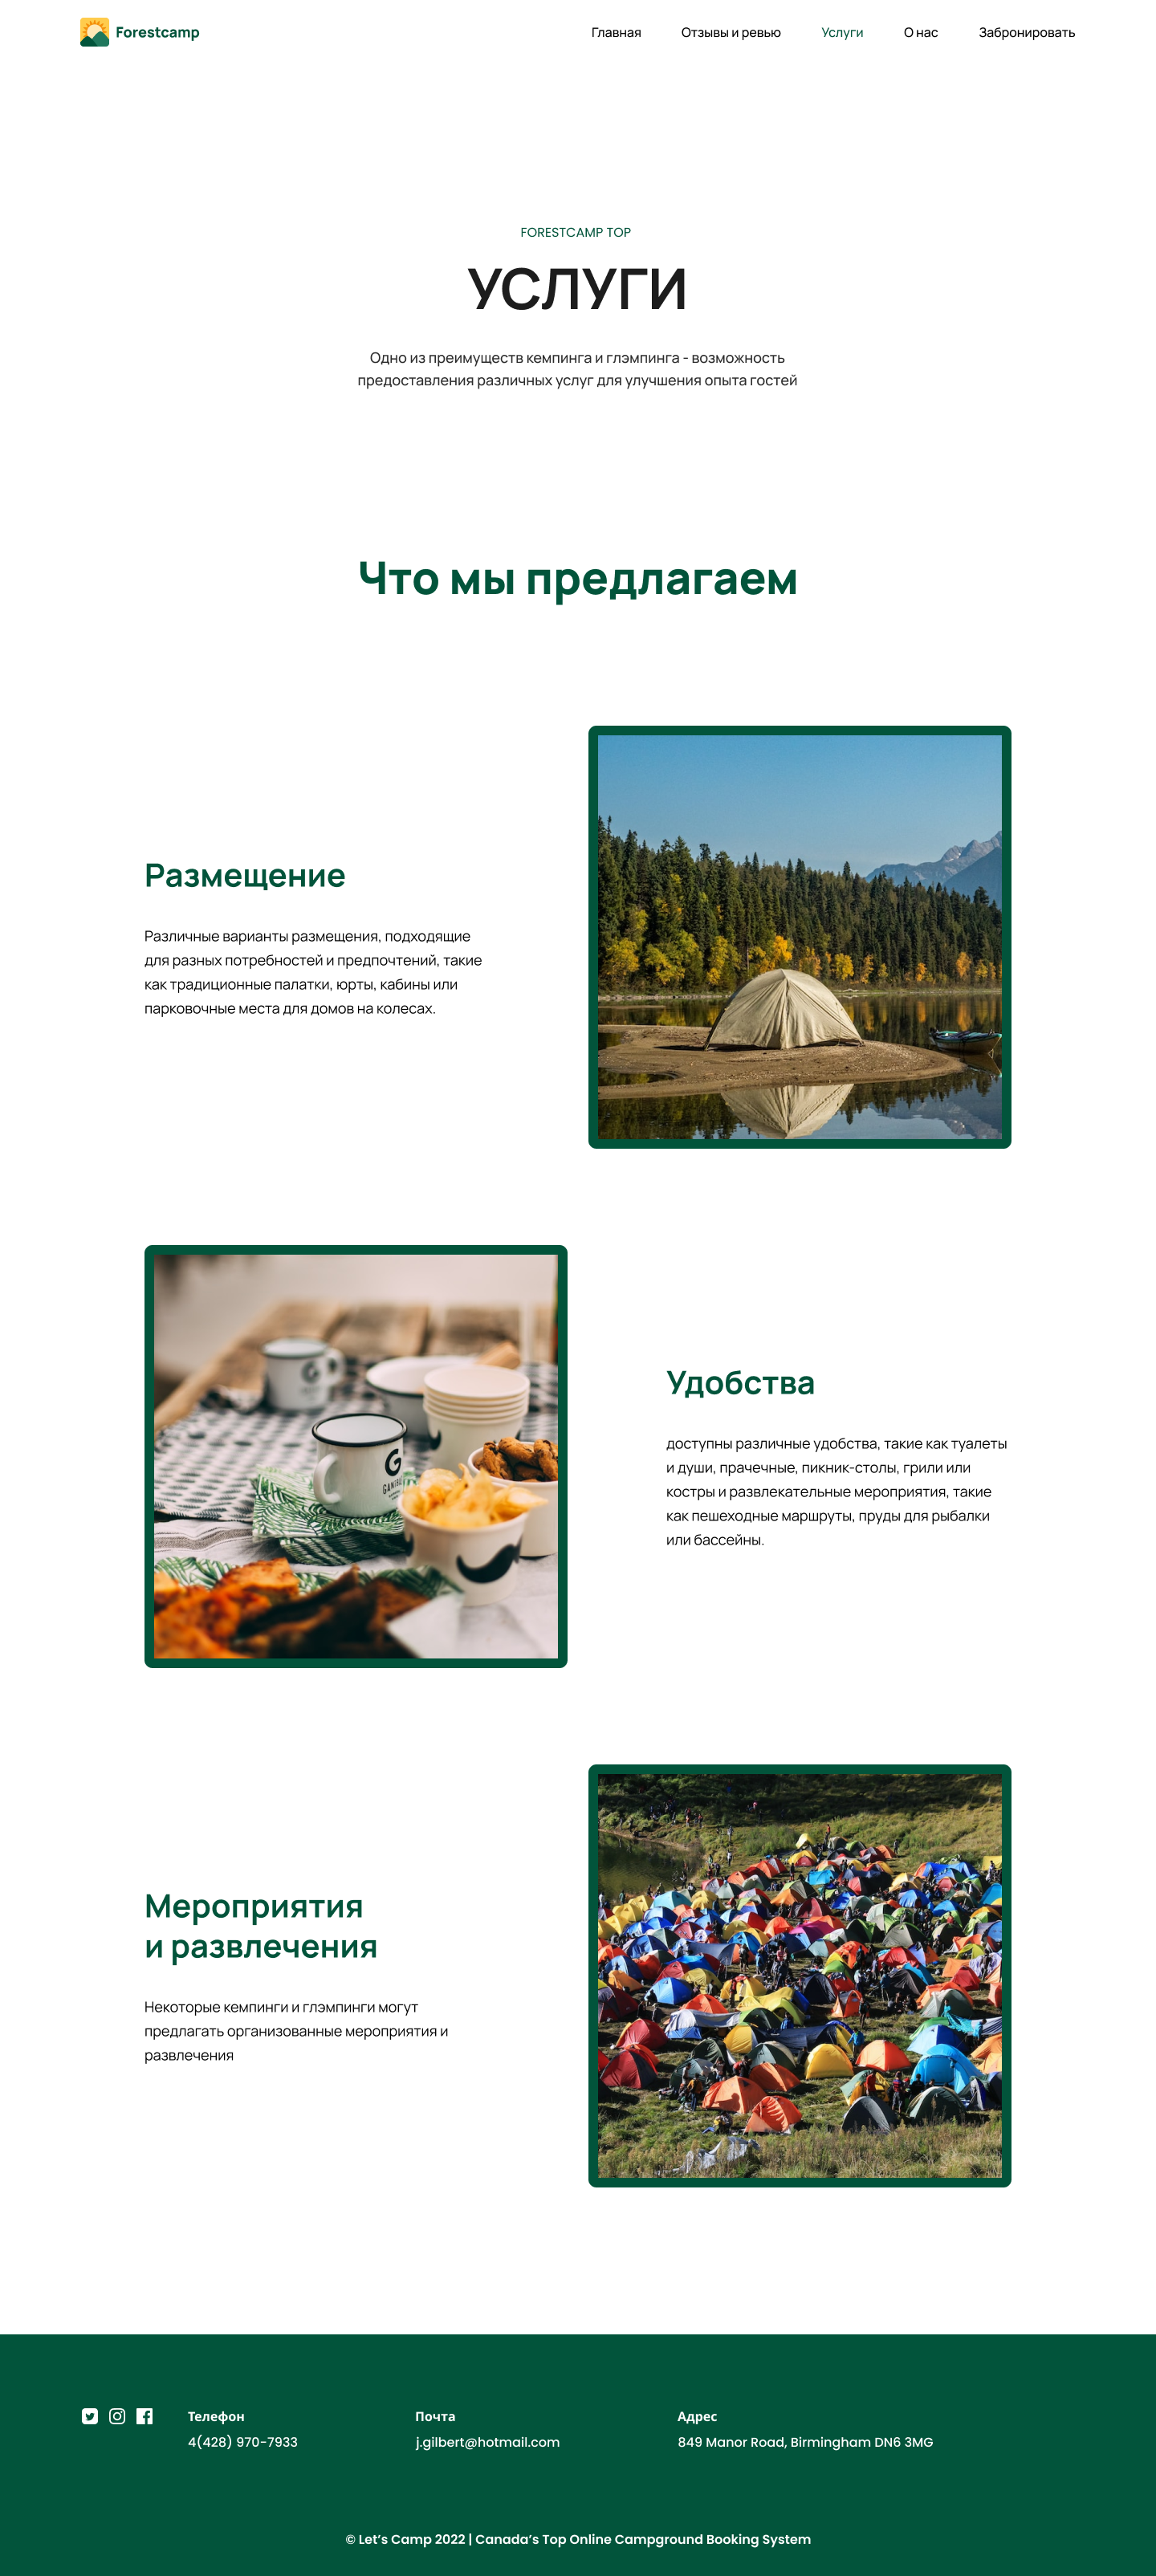 Forestcamp
Главная
Отзывы и ревью
Услуги
О нас
Забронировать
FORESTCAMP TOP
УСЛУГИ
Одно из преимуществ кемпинга и глэмпинга - возможность
предоставления различных услуг для улучшения опыта гостей
Что мы предлагаем
Размещение
Различные варианты размещения, подходящие
для разных потребностей и предпочтений, такие
как традиционные палатки, юрты, кабины или
парковочные места для домов на колесах.
Удобства
доступны различные удобства, такие как туалеты
и души, прачечные, пикник-столы, грили или
костры и развлекательные мероприятия, такие
как пешеходные маршруты, пруды для рыбалки
или бассейны.
Мероприятия
и развлечения
Некоторые кемпинги и глэмпинги могут
предлагать организованные мероприятия и
развлечения
Телефон
4(428) 970-7933
Почта
j.gilbert@hotmail.com
Адрес
849 Manor Road, Birmingham DN6 3MG
© Let’s Camp 2022 | Canada’s Top Online Campground Booking System